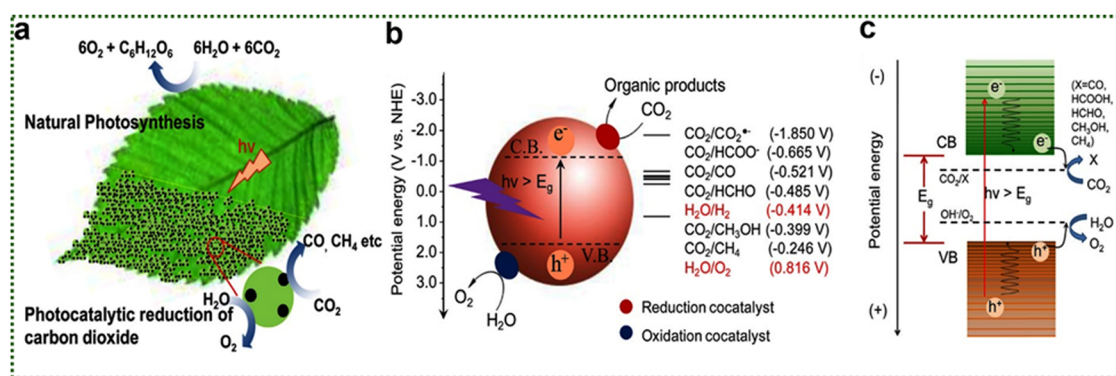 a
6O₂ + C₆H₁₂O₆ 6H₂O + 6CO₂
Natural Photosynthesis
hν
CO, CH₄ etc
H₂O
CO₂
Photocatalytic reduction of
carbon dioxide
O₂
b
Potential energy (V vs. NHE)
-3.0
-2.0
-1.0
0.0
1.0
2.0
3.0
Organic products
CO₂
e⁻
C.B.
hν > Eg
V.B.
h⁺
O₂
H₂O
CO₂/CO₂•⁻ (-1.850 V)
CO₂/HCOO⁻ (-0.665 V)
CO₂/CO (-0.521 V)
CO₂/HCHO (-0.485 V)
H₂O/H₂ (-0.414 V)
CO₂/CH₃OH (-0.399 V)
CO₂/CH₄ (-0.246 V)
H₂O/O₂ (0.816 V)
Reduction cocatalyst
Oxidation cocatalyst
c
(-)
Potential energy
(+)
e⁻
(X=CO,
HCOOH,
HCHO,
CH₃OH,
CH₄)
CB
e⁻
X
CO₂/X
CO₂
Eg
hν > Eg
OH⁻/O₂
H₂O
O₂
VB
h⁺
h⁺